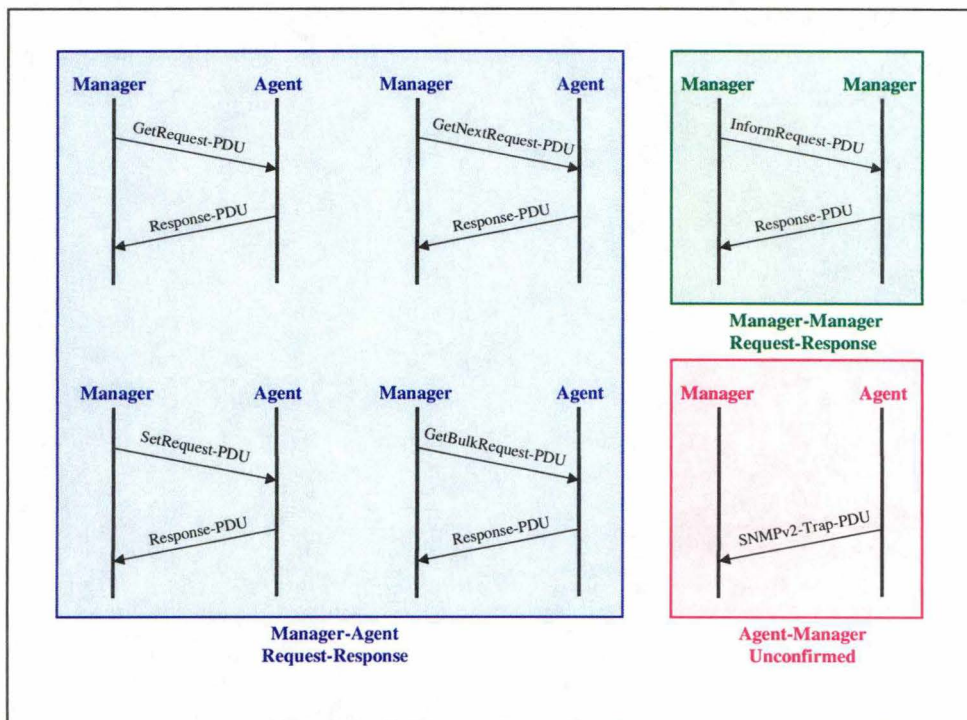 Manager Agent
GetRequest-PDU
Response-PDU
Manager Agent
GetNextRequest-PDU
Response-PDU
Manager Agent
SetRequest-PDU
Response-PDU
Manager Agent
GetBulkRequest-PDU
Response-PDU
Manager-Agent
Request-Response
Manager Manager
InformRequest-PDU
Response-PDU
Manager-Manager
Request-Response
Manager Agent
SNMPv2-Trap-PDU
Agent-Manager
Unconfirmed